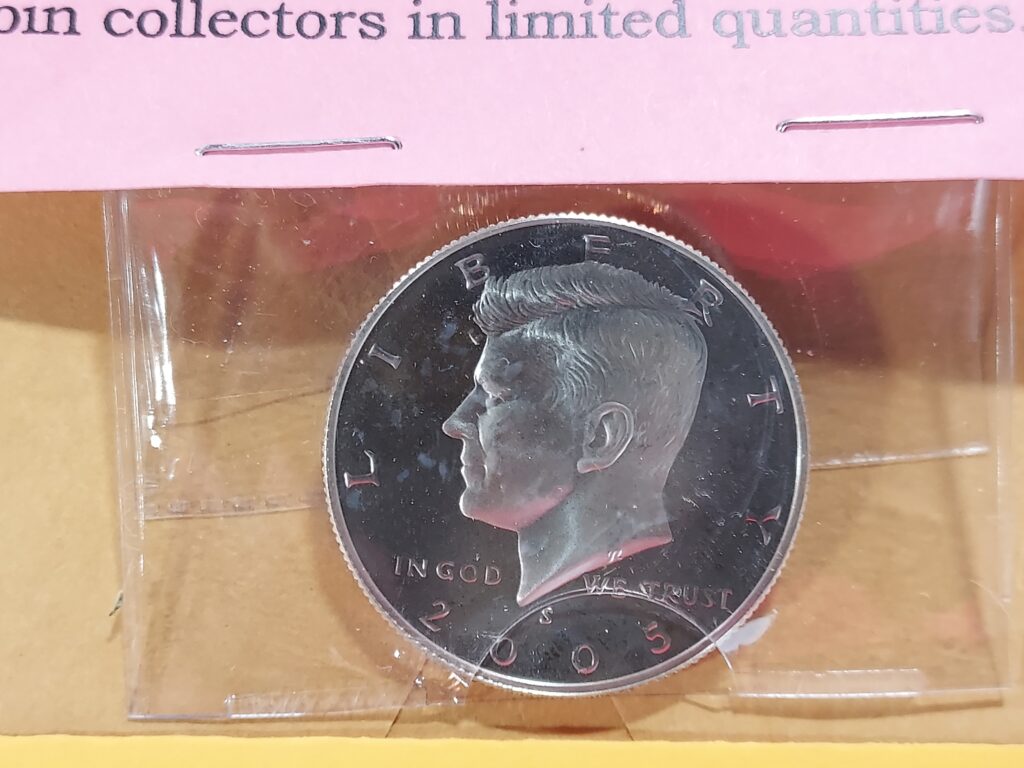 oin collectors in limited quantities.
LIBERTY
IN GOD WE TRUST
S
2005